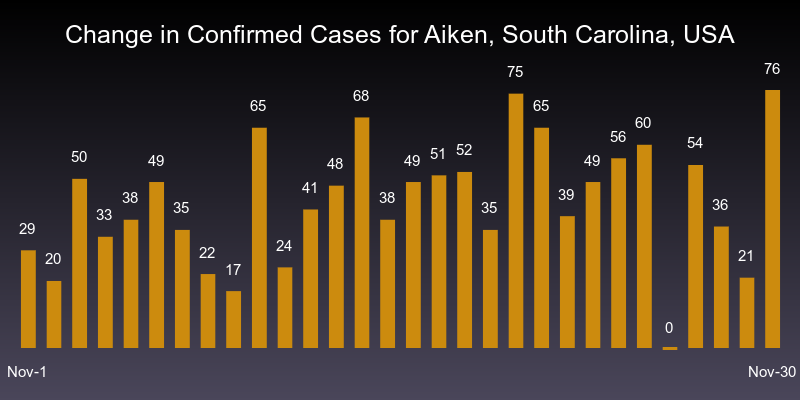 Change in Confirmed Cases for Aiken, South Carolina, USA
29 20 50 33 38 49 35 22 17 65 24 41 48 68 38 49 51 52 35 75 65 39 49 56 60 0 54 36 21 76
Nov-1 Nov-30